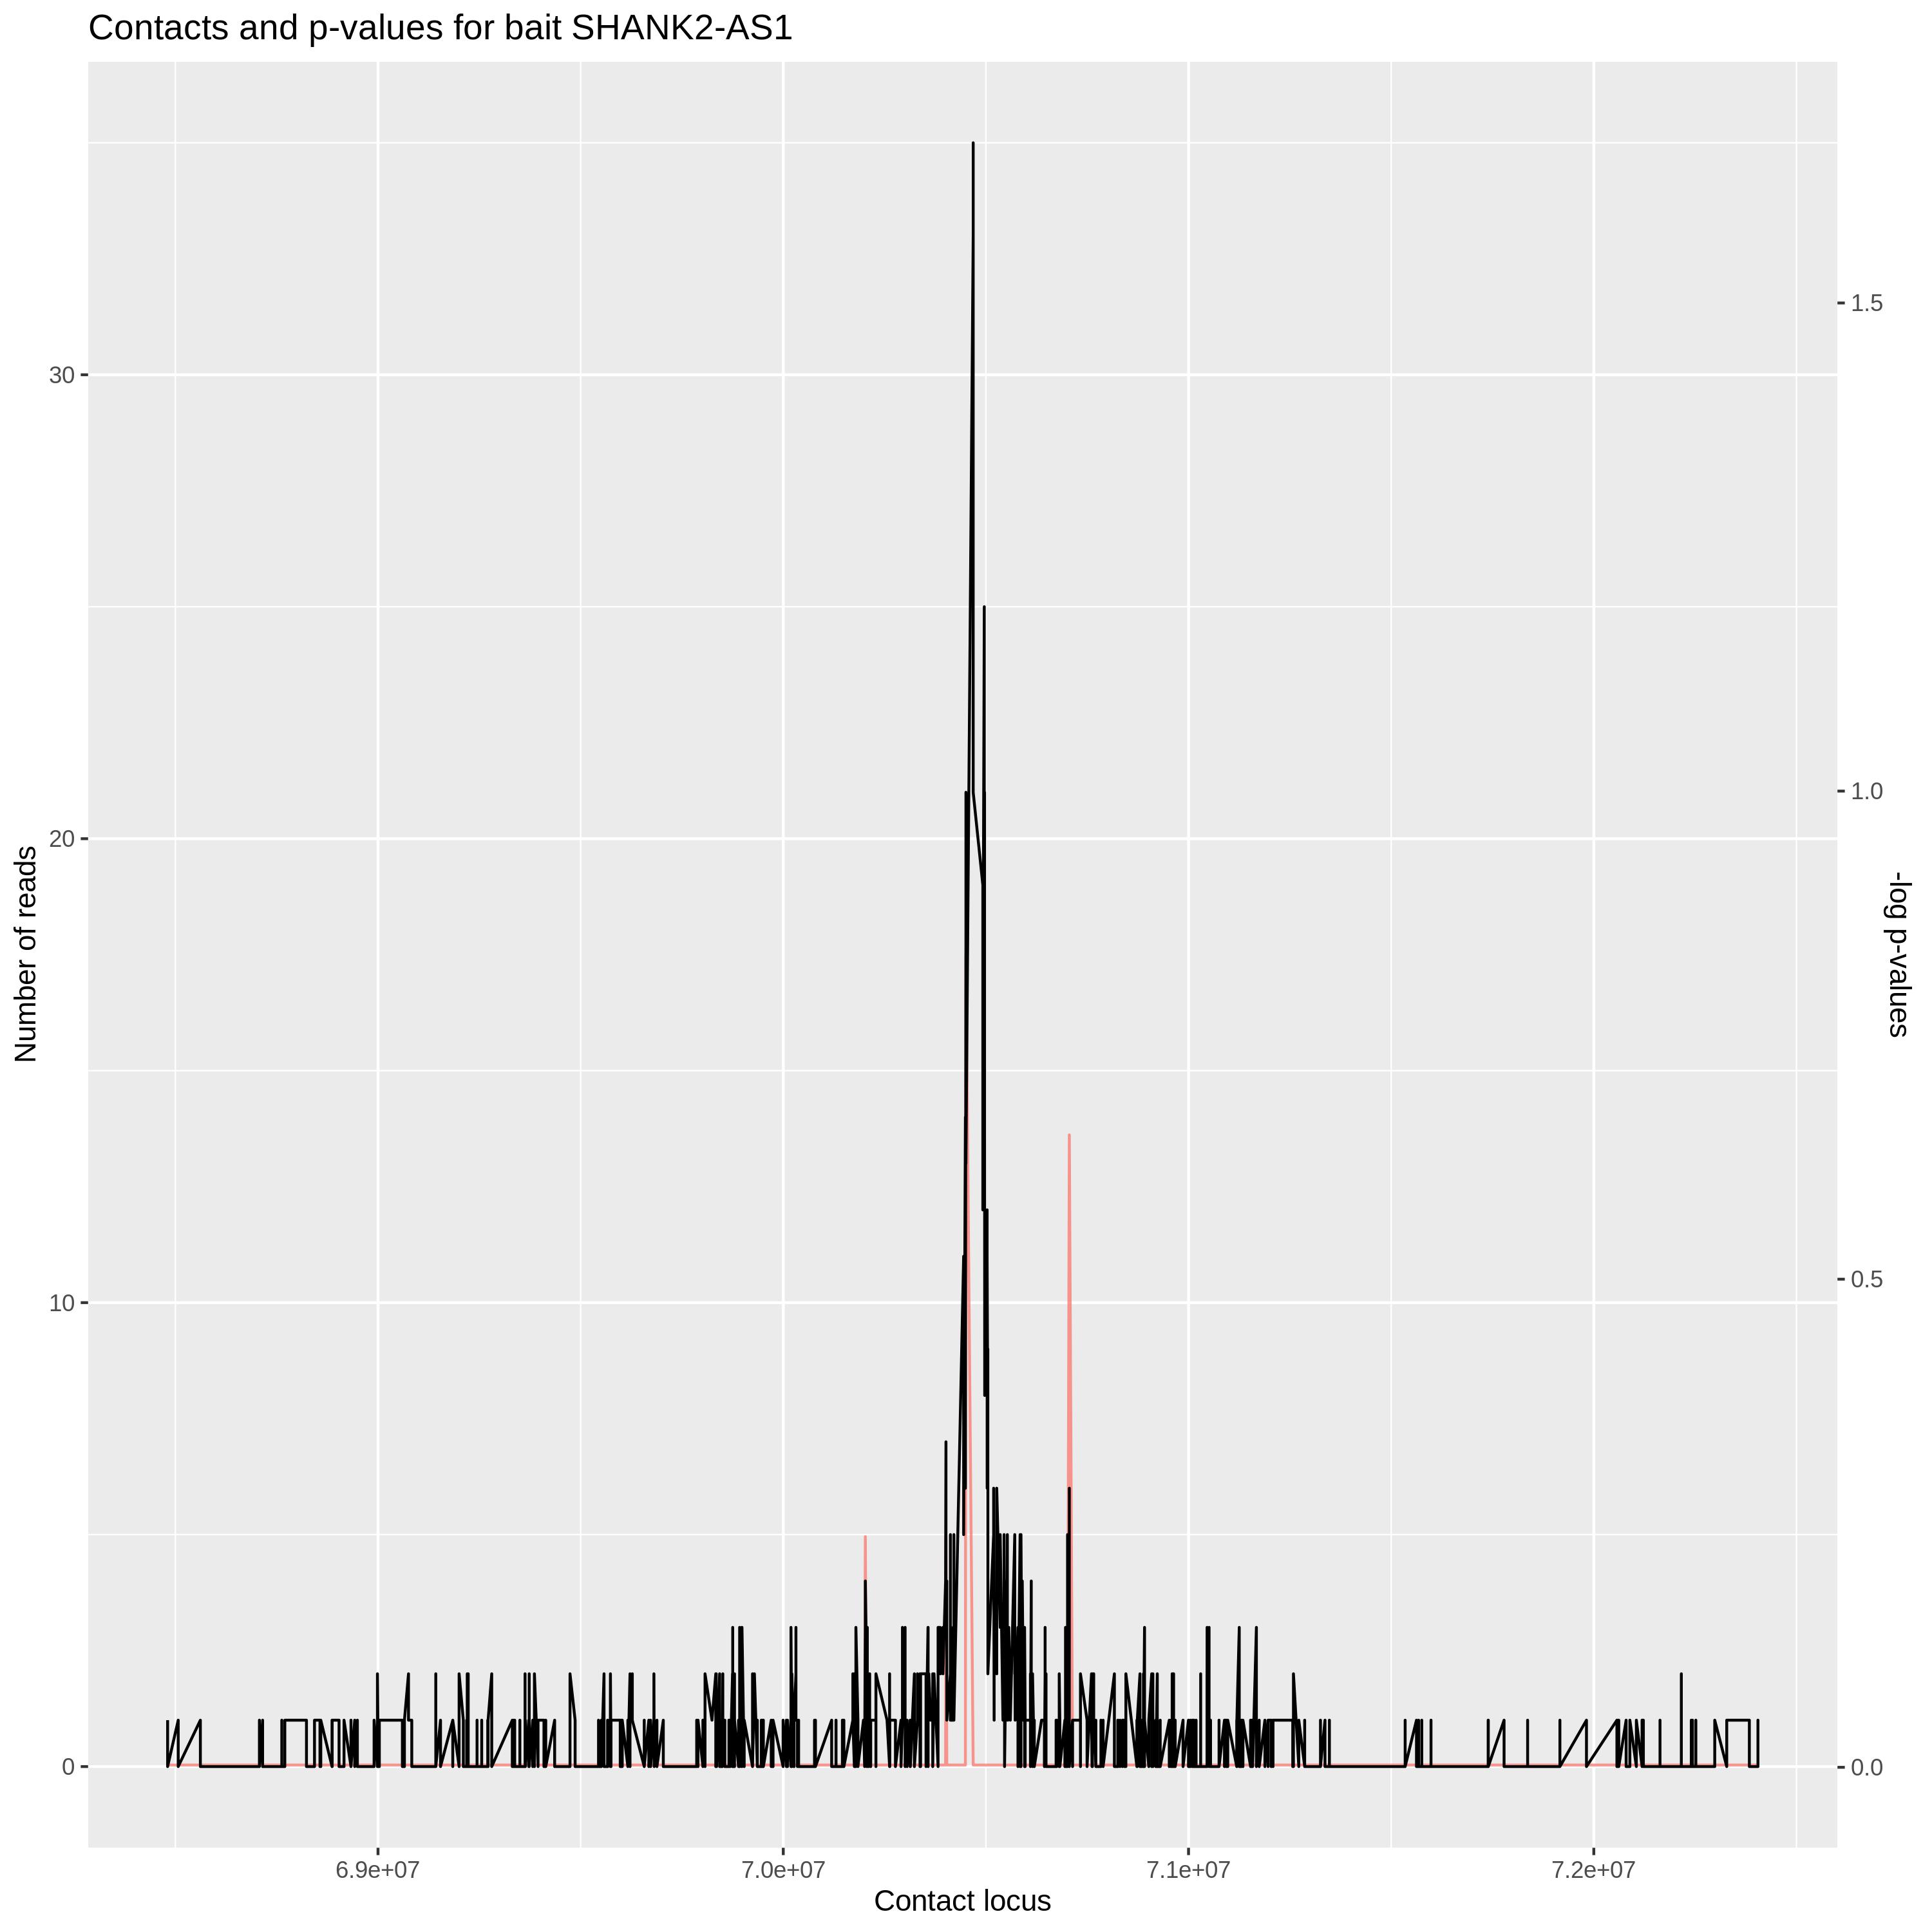 Contacts and p-values for bait SHANK2-AS1
Number of reads
30
20
10
0
1.5
1.0
0.5
0.0
-log p-values
6.9e+07 7.0e+07 7.1e+07 7.2e+07
Contact locus